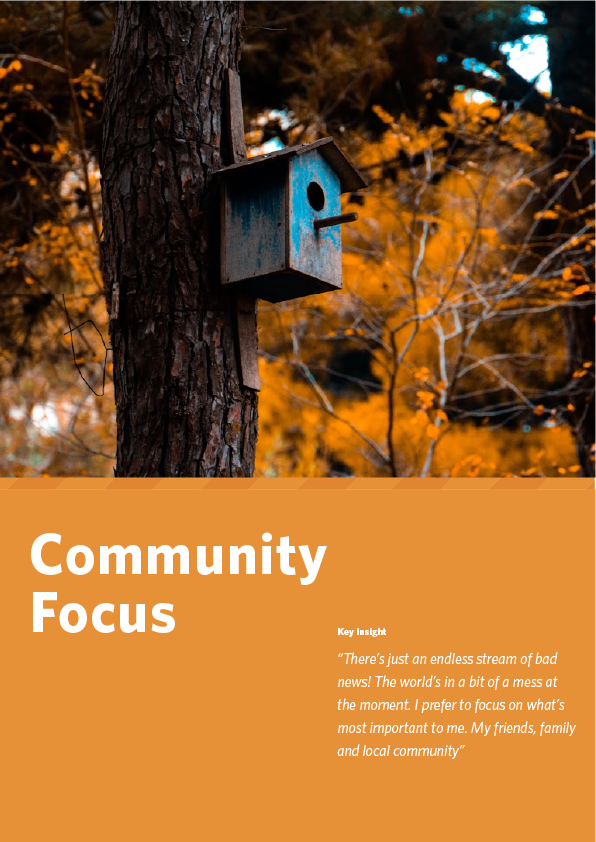 Community
Focus
Key Insight
“There’s just an endless stream of bad
news! The world’s in a bit of a mess at
the moment. I prefer to focus on what’s
most important to me. My friends, family
and local community”